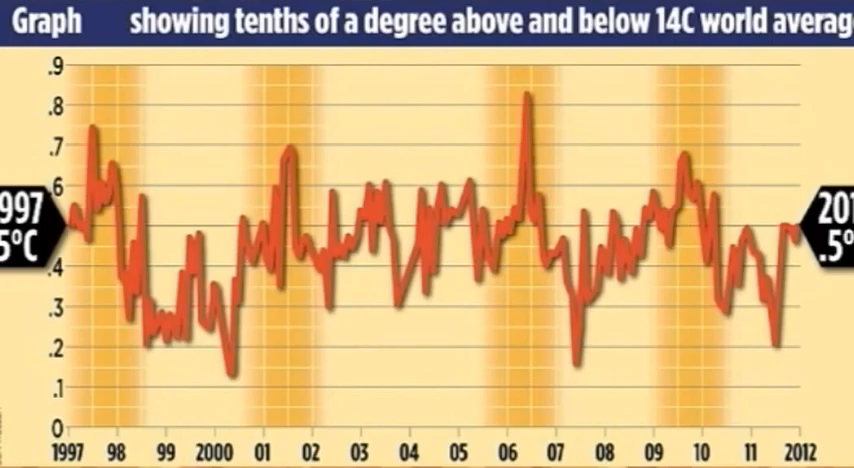 Graph showing tenths of a degree above and below 14C world
.9
.8
.7
.6
.4
.3
.2
.1
0
997
5ºC
201
.5º
1997 98 99 2000 01 02 03 04 05 06 07 08 09 10 11 2012